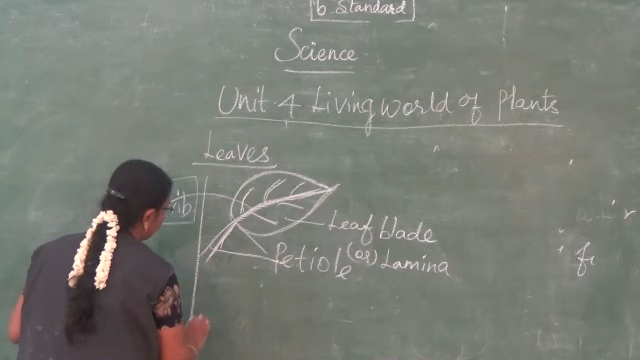 6. Standard
Science
Unit. 4 Living world of Plants
Leaves
Leaf blade
Petiole (or) Lamina